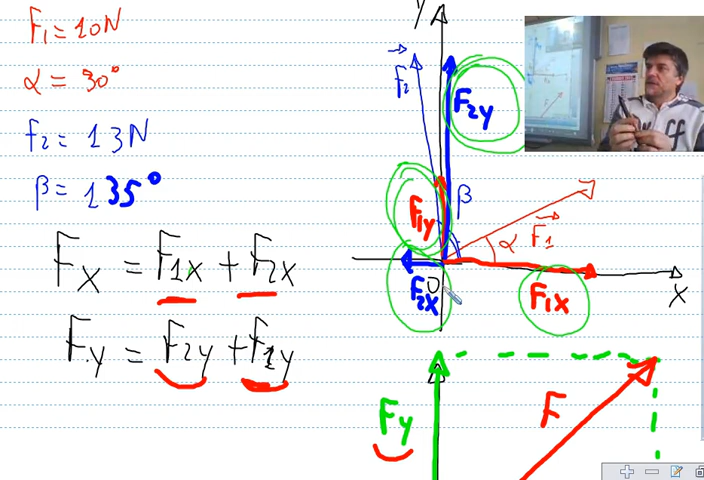 F₁ = 10N
α = 30°
F₂ = 13N
β = 135°
Fx = F1x + F2x
Fy = F2y + F1y
Y
F₂
F2y
β
F1y
α
F₁
F2x
O
F1x
X
Fy
F
ff